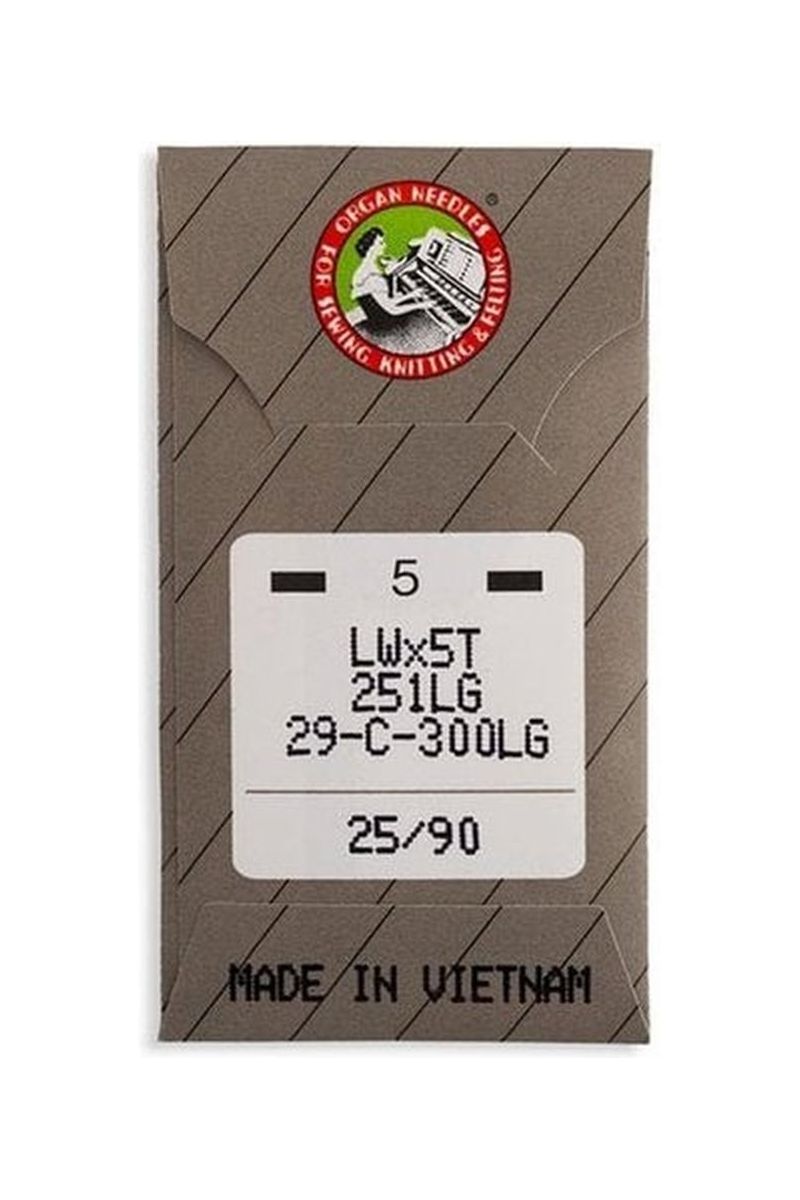 ORGAN NEEDLES ®
FOR SEWING KNITTING & FELTING
5
LWx5T
251LG
29-C-300LG
25/90
MADE IN VIETNAM